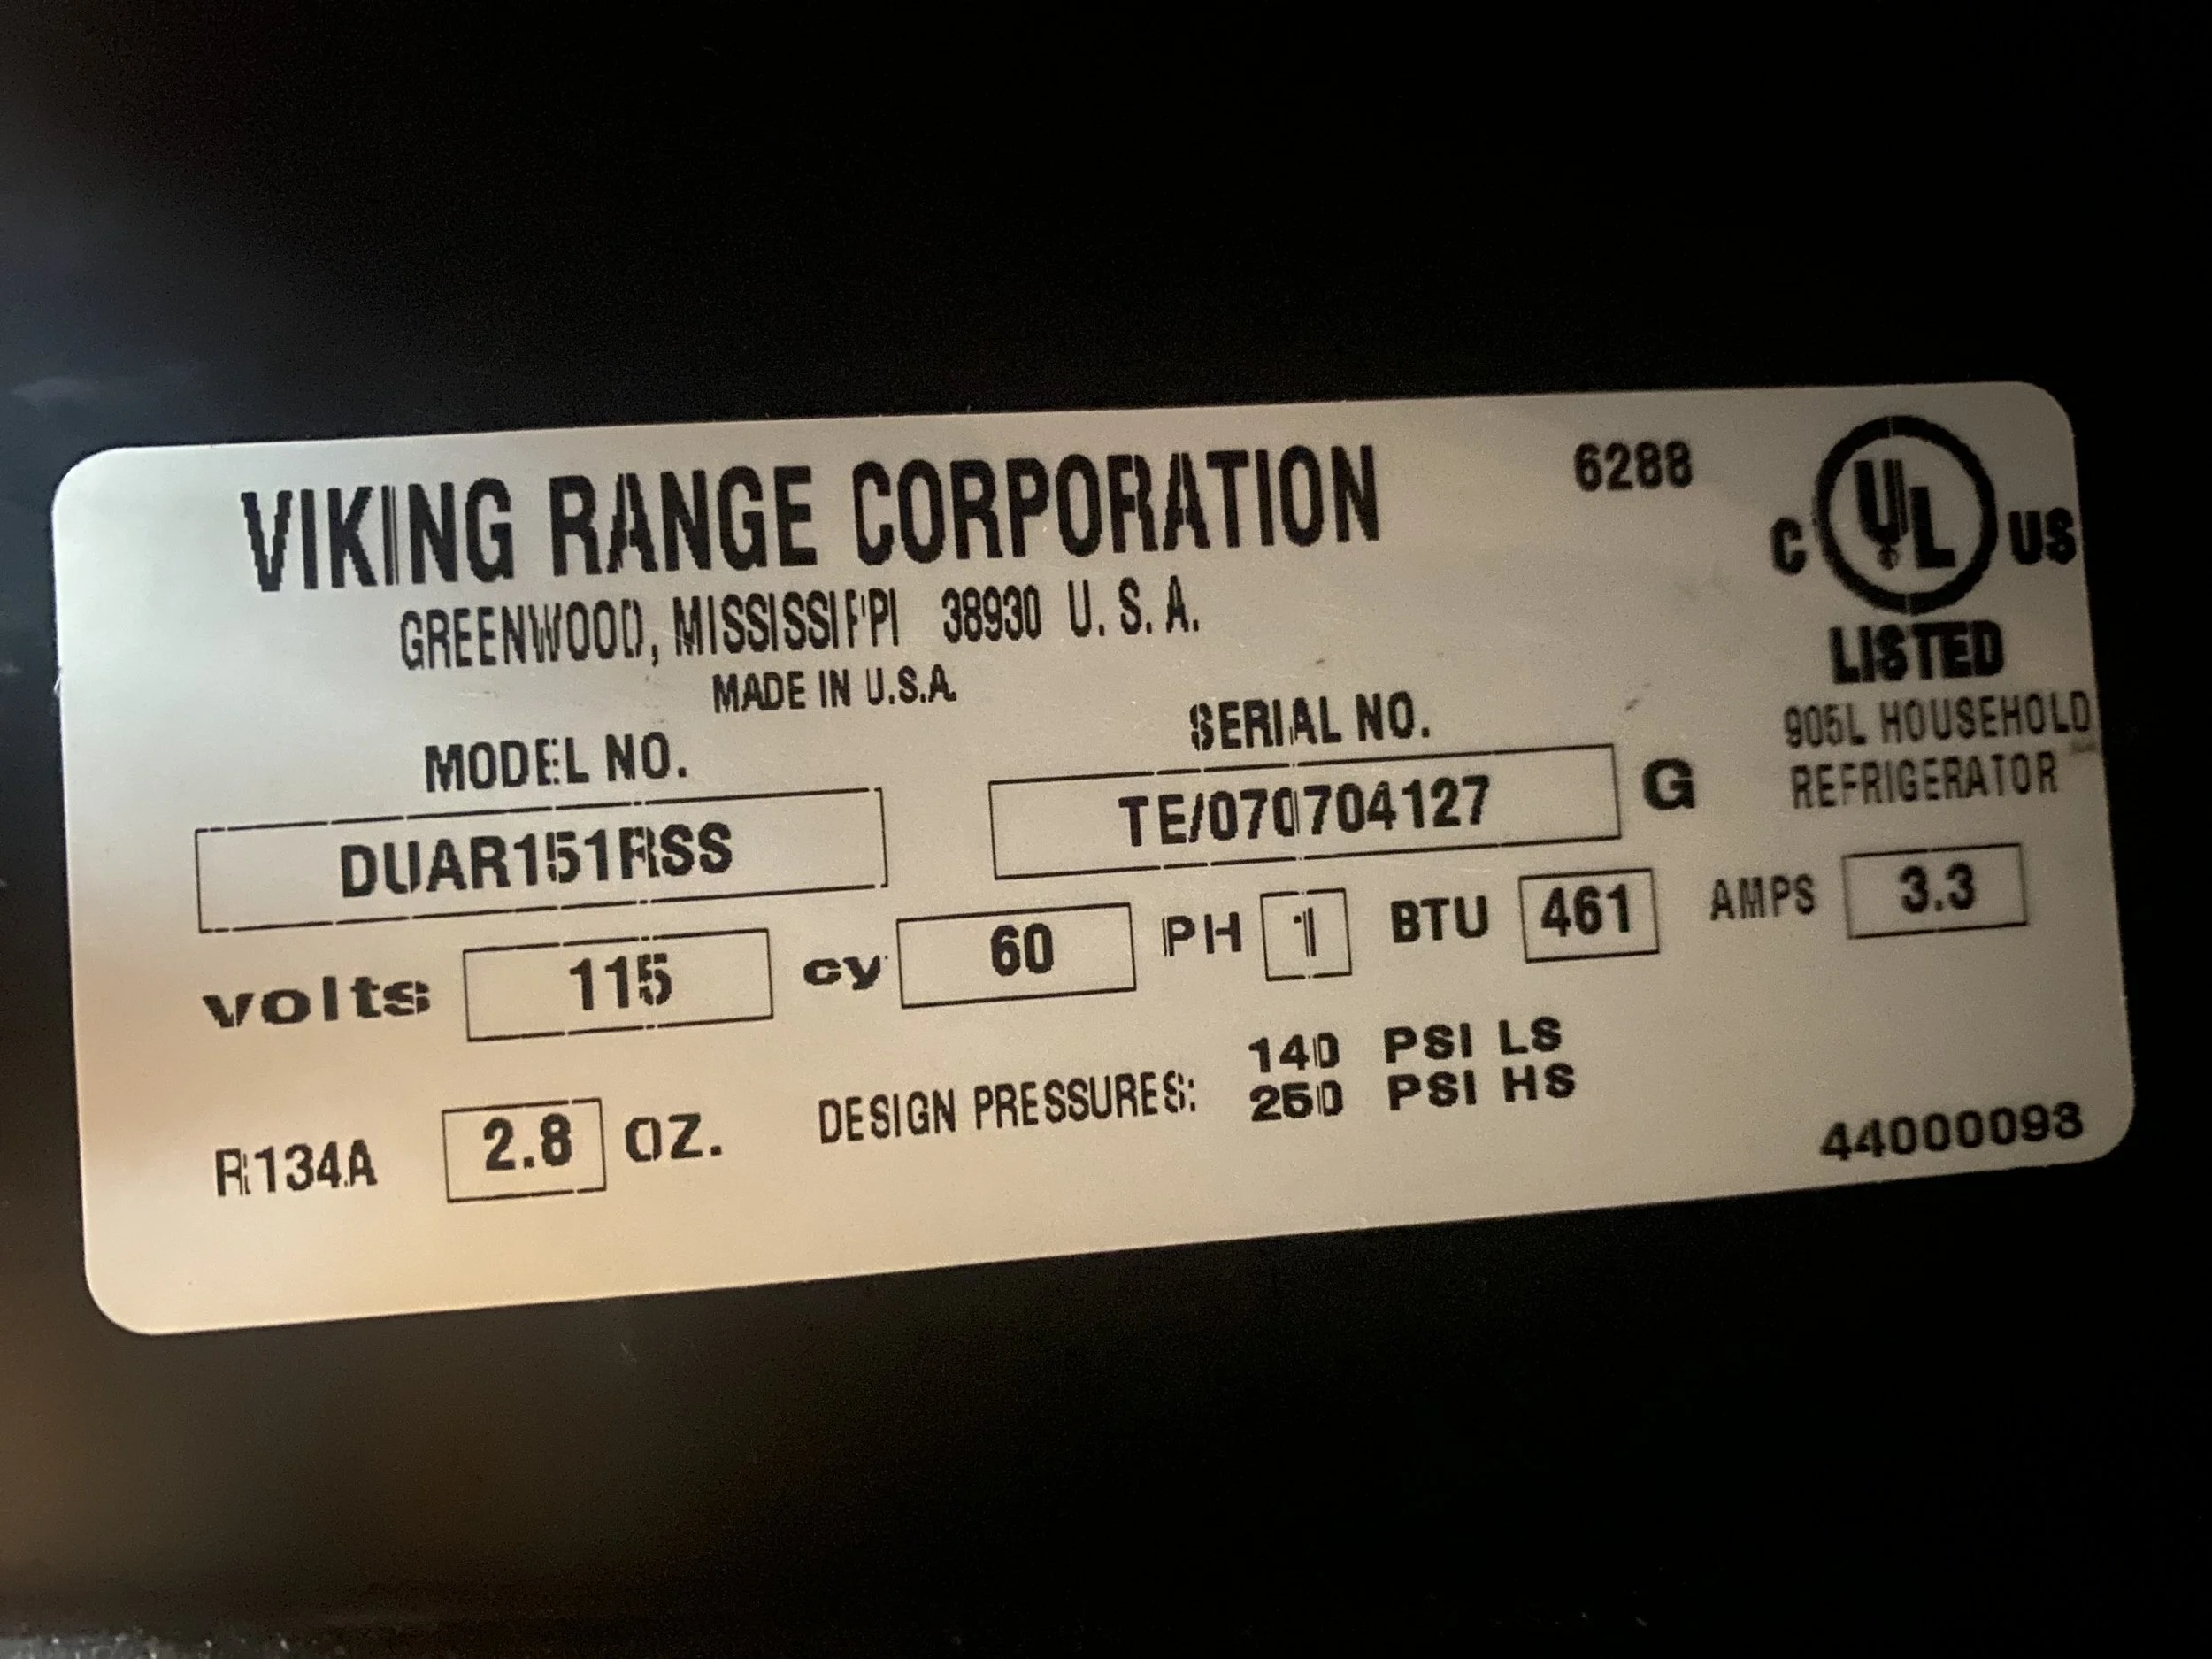 VIKING RANGE CORPORATION 6288
GREENWOOD, MISSISSIPPI 38930 U. S. A.
MADE IN U.S.A.
C UL US
LISTED
905L HOUSEHOLD
REFRIGERATOR
MODEL NO. SERIAL NO.
DUAR151RSS TE/070704127 G
volts 115 cy 60 PH 1 BTU 461 AMPS 3.3
R134A 2.8 OZ. DESIGN PRESSURES: 140 PSI LS
250 PSI HS
44000093